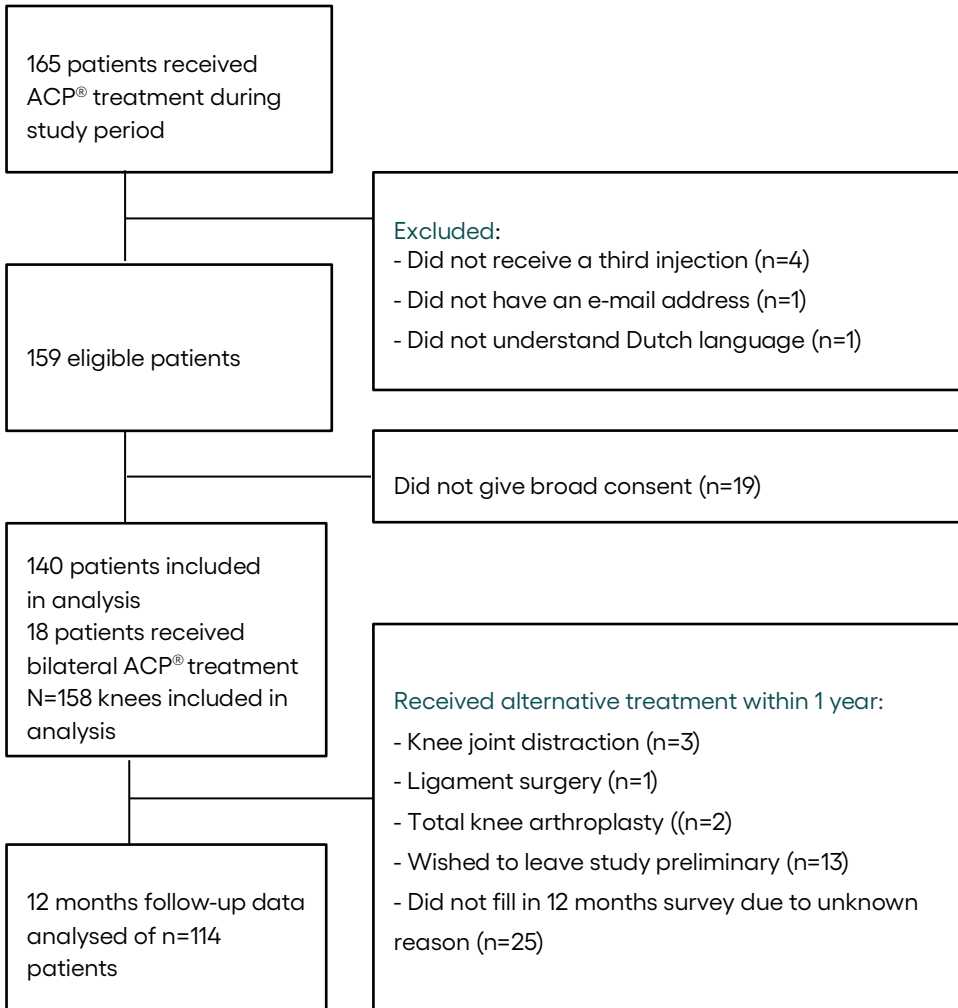 165 patients received
ACP® treatment during
study period
Excluded:
- Did not receive a third injection (n=4)
- Did not have an e-mail address (n=1)
- Did not understand Dutch language (n=1)
159 eligible patients
Did not give broad consent (n=19)
140 patients included
in analysis
18 patients received
bilateral ACP® treatment
N=158 knees included in
analysis
Received alternative treatment within 1 year:
- Knee joint distraction (n=3)
- Ligament surgery (n=1)
- Total knee arthroplasty ((n=2)
- Wished to leave study preliminary (n=13)
- Did not fill in 12 months survey due to unknown
reason (n=25)
12 months follow-up data
analysed of n=114
patients